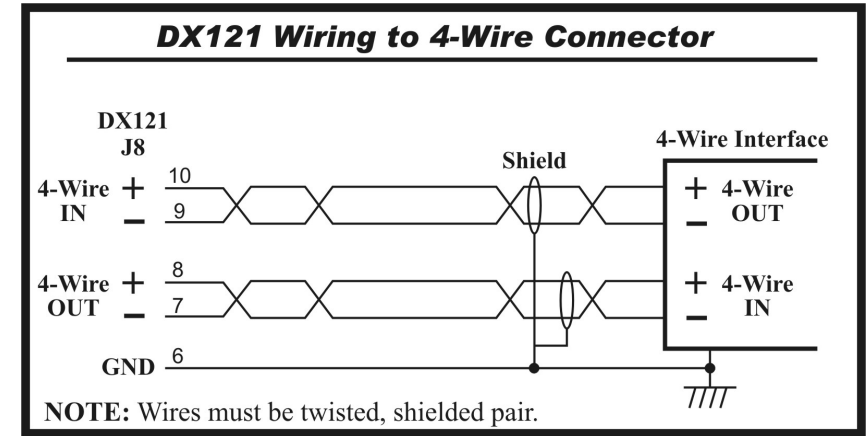 DX121 Wiring to 4-Wire Connector
DX121
J8
4-Wire Interface
Shield
4-Wire + 10
IN − 9
+ 4-Wire
− OUT
4-Wire + 8
OUT − 7
+ 4-Wire
− IN
GND 6
NOTE: Wires must be twisted, shielded pair.